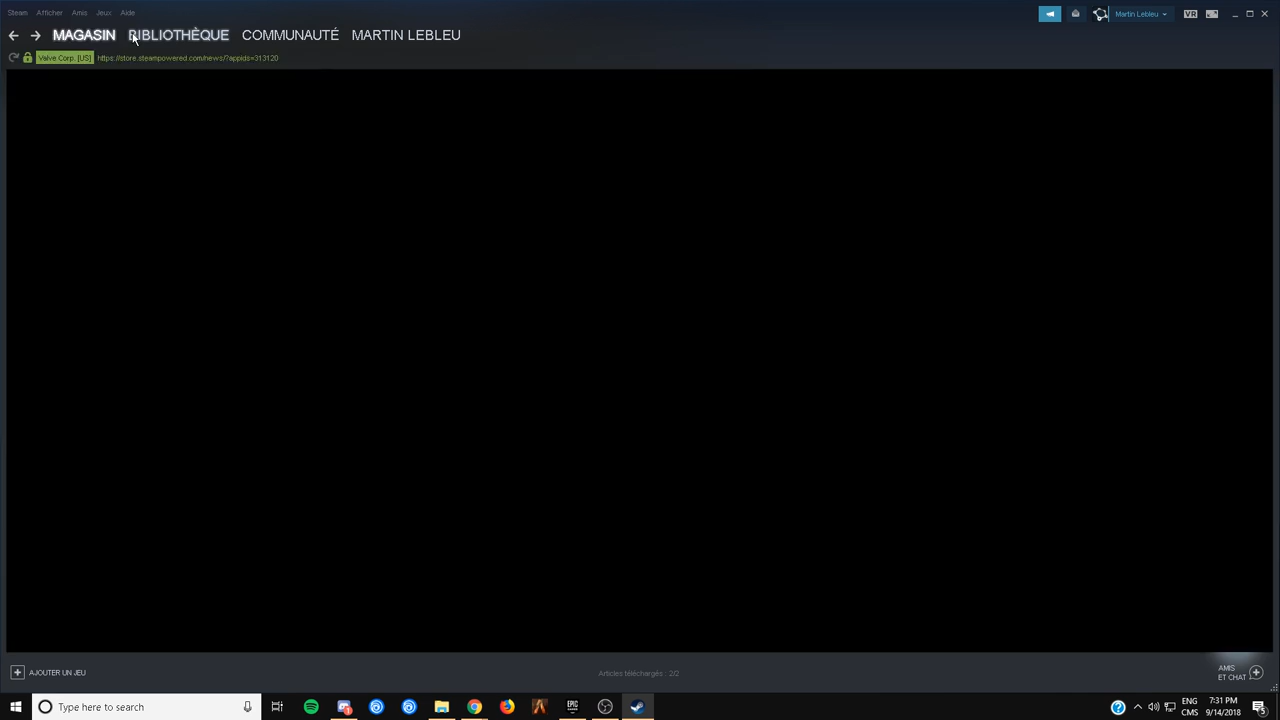 Steam Afficher Amis Jeux Aide
Martin Lebleu
VR
MAGASIN BIBLIOTHÈQUE COMMUNAUTÉ MARTIN LEBLEU
Valve Corp. [US] https://store.steampowered.com/news/?appids=313120
AJOUTER UN JEU
Articles téléchargés : 2/2
AMIS
ET CHAT
Type here to search
EPIC
ENG
CMS
7:31 PM
9/14/2018